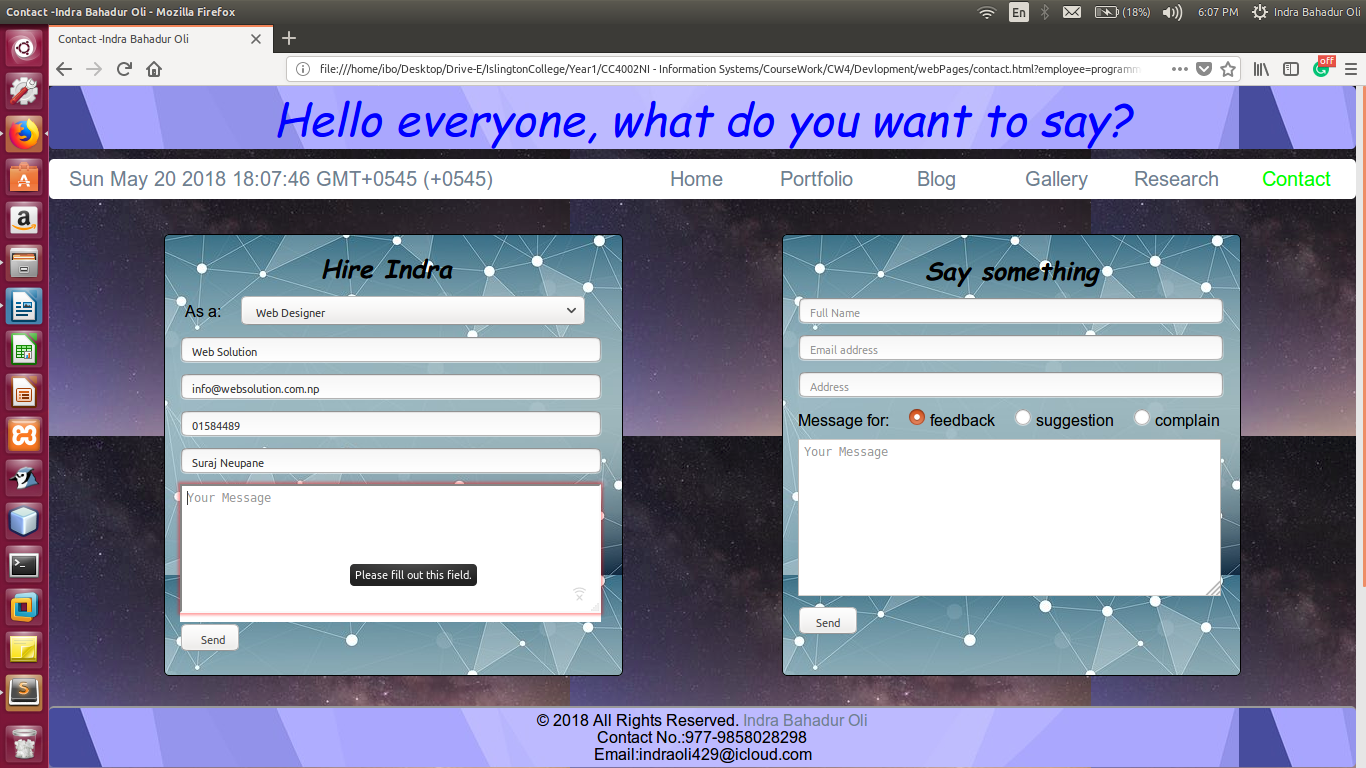 Contact -Indra Bahadur Oli - Mozilla Firefox
En (18%) 6:07 PM Indra Bahadur Oli
Contact -Indra Bahadur Oli
file:///home/ibo/Desktop/Drive-E/IslingtonCollege/Year1/CC4002NI - Information Systems/CourseWork/CW4/Devlopment/webPages/contact.html?employee=programm
off
Hello everyone, what do you want to say?
Sun May 20 2018 18:07:46 GMT+0545 (+0545) Home Portfolio Blog Gallery Research Contact
Hire Indra
As a: Web Designer
Web Solution
info@websolution.com.np
01584489
Suraj Neupane
Your Message
Please fill out this field.
Send
Say something
Full Name
Email address
Address
Message for: feedback suggestion complain
Your Message
Send
© 2018 All Rights Reserved. Indra Bahadur Oli
Contact No.:977-9858028298
Email:indraoli429@icloud.com